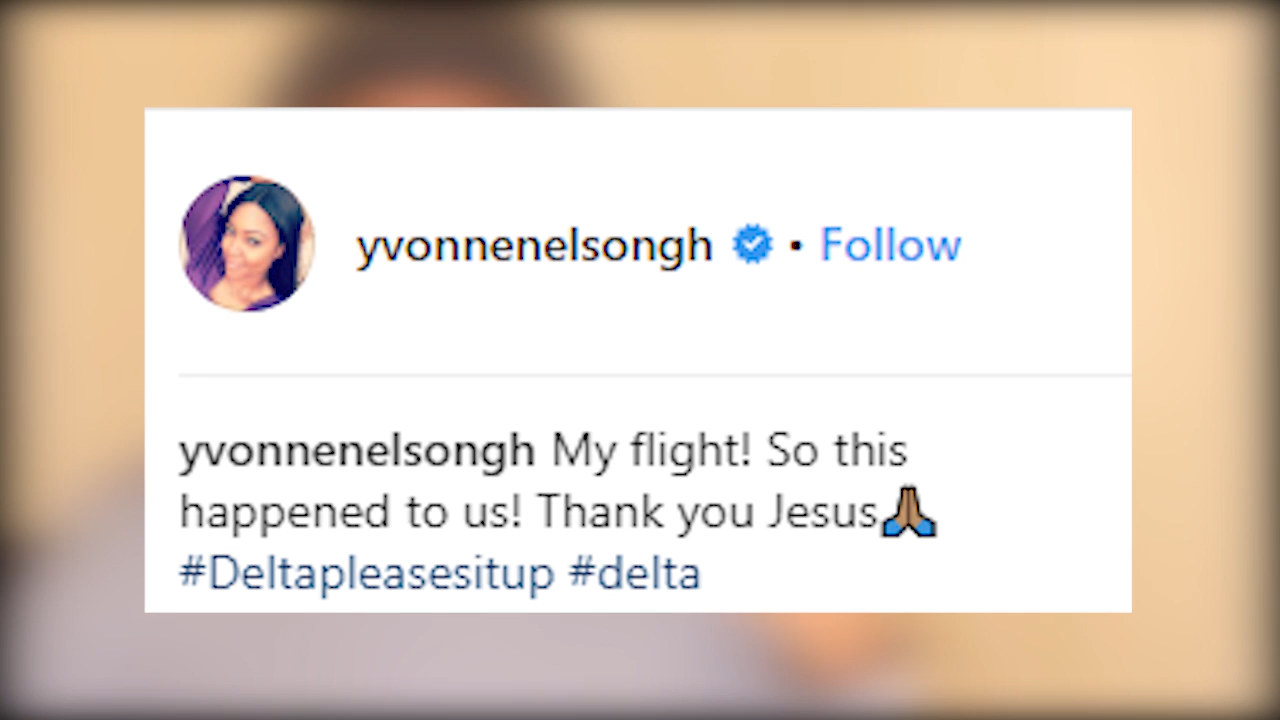 yvonnenelsongh • Follow
yvonnenelsongh My flight! So this
happened to us! Thank you Jesus🙏🏾
#Deltapleasesitup #delta